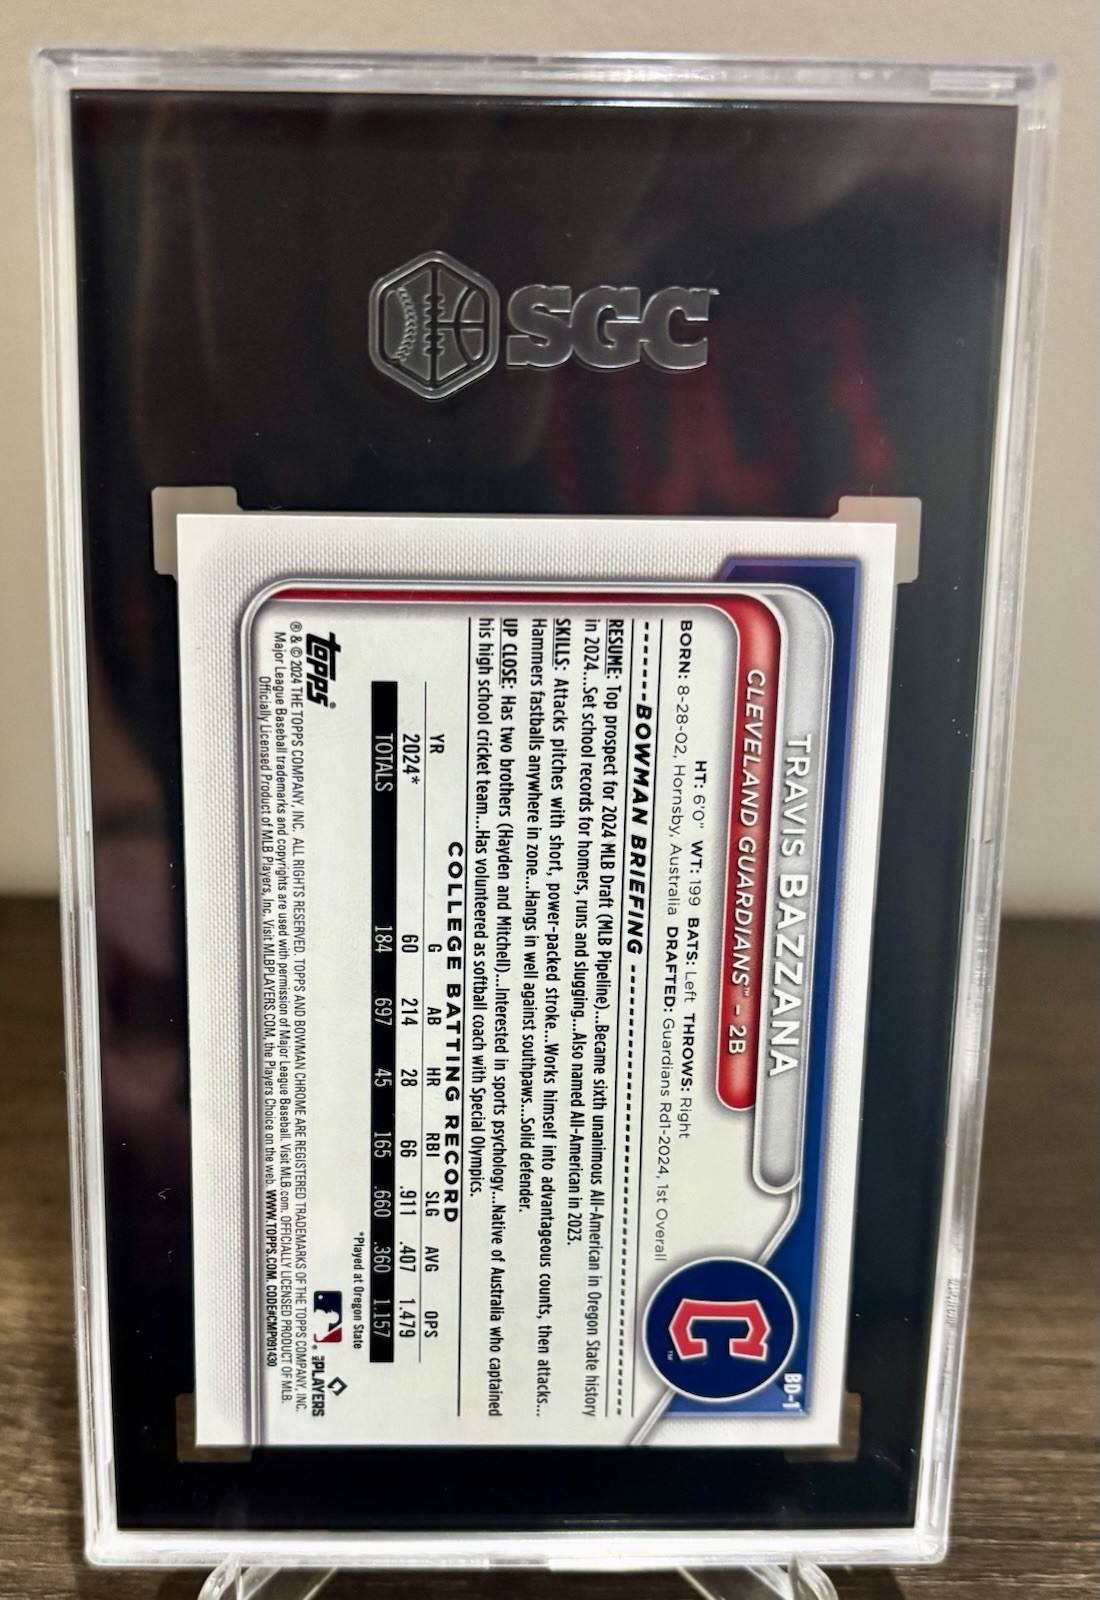 SGC
BD-1
TRAVIS BAZZANA
CLEVELAND GUARDIANS™ - 2B
C™
HT: 6'0" WT: 199 BATS: Left THROWS: Right
BORN: 8-28-02, Hornsby, Australia DRAFTED: Guardians Rd1-2024, 1st Overall
------BOWMAN BRIEFING ------
RESUME: Top prospect for 2024 MLB Draft (MLB Pipeline)...Became sixth unanimous All-American in Oregon State history
in 2024...Set school records for homers, runs and slugging...Also named All-American in 2023.
SKILLS: Attacks pitches with short, power-packed stroke...Works himself into advantageous counts, then attacks...
Hammers fastballs anywhere in zone...Hangs in well against southpaws...Solid defender.
UP CLOSE: Has two brothers (Hayden and Mitchell)...Interested in sports psychology...Native of Australia who captained
his high school cricket team...Has volunteered as softball coach with Special Olympics.
COLLEGE BATTING RECORD
YR G AB HR RBI SLG AVG OPS
2024* 60 214 28 66 .911 .407 1.479
TOTALS 184 697 45 165 .660 .360 1.157
*Played at Oregon State
topps®
MLB PLAYERS
® & © 2024 THE TOPPS COMPANY, INC. ALL RIGHTS RESERVED. TOPPS AND BOWMAN CHROME ARE REGISTERED TRADEMARKS OF THE TOPPS COMPANY, INC.
Major League Baseball trademarks and copyrights are used with permission of Major League Baseball. Visit MLB.com. OFFICIALLY LICENSED PRODUCT OF MLB.
Officially Licensed Product of MLB Players, Inc. Visit MLBPLAYERS.COM, the Players Choice on the web. WWW.TOPPS.COM. CODE#CMP091430